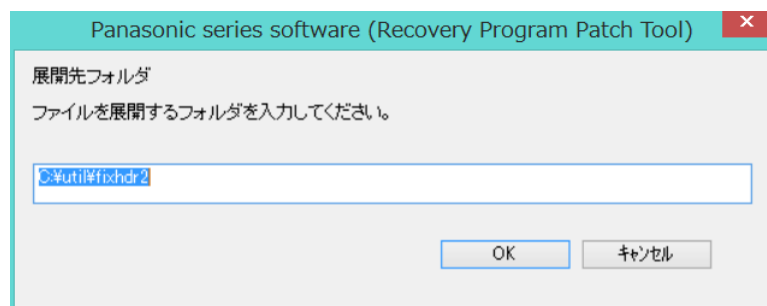 Panasonic series software (Recovery Program Patch Tool)
展開先フォルダ
ファイルを展開するフォルダを入力してください。
C:¥util¥fixhdr2
OK キャンセル